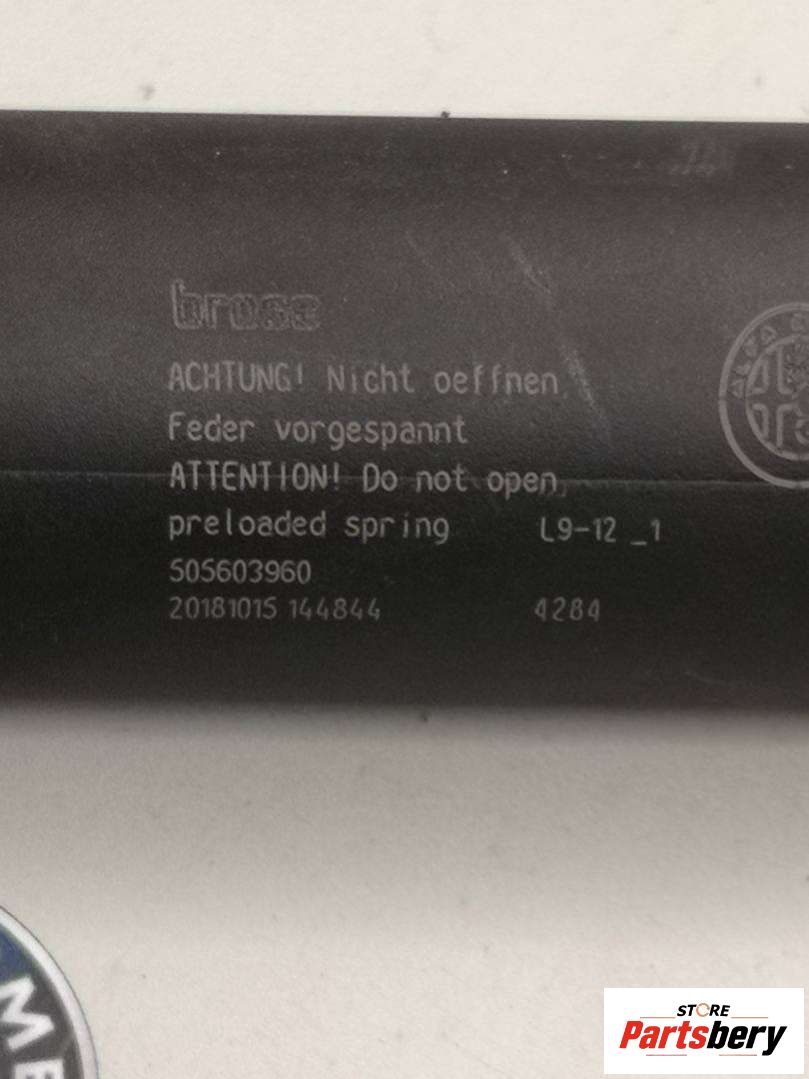 brose
ACHTUNG! Nicht oeffnen,
Feder vorgespannt
ATTENTION! Do not open,
preloaded spring L9-12 _1
505603960
20181015 144844 4284
ME
STORE
Partsbery